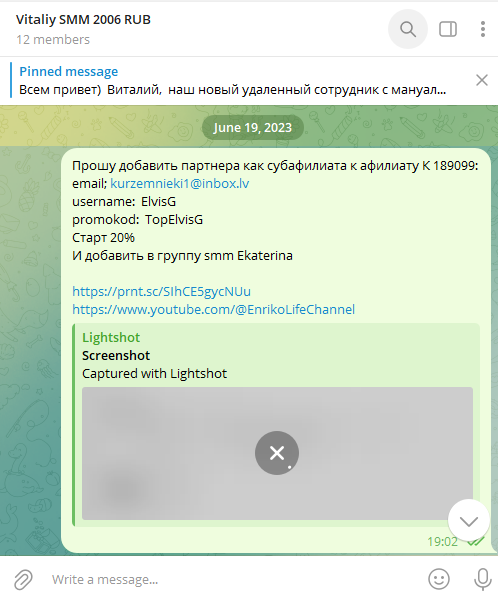 Vitaliy SMM 2006 RUB
12 members
Pinned message
Всем привет) Виталий, наш новый удаленный сотрудник с мануал...
June 19, 2023
Прошу добавить партнера как субафилиата к афилиату К 189099:
email; kurzemnieki1@inbox.lv
username: ElvisG
promokod: TopElvisG
Старт 20%
И добавить в группу smm Ekaterina
https://prnt.sc/SIhCE5gycNUu
https://www.youtube.com/@EnrikoLifeChannel
Lightshot
Screenshot
Captured with Lightshot
19:02
Write a message...